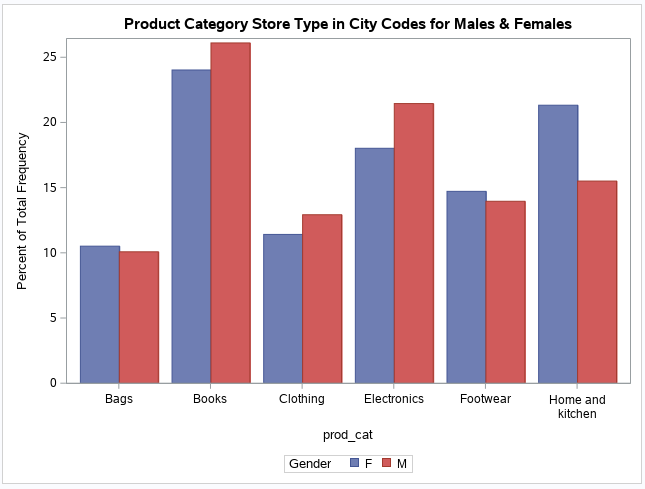 Product Category Store Type in City Codes for Males & Females
Percent of Total Frequency
25
20
15
10
5
0
Bags Books Clothing Electronics Footwear Home and
kitchen
prod_cat
Gender F M